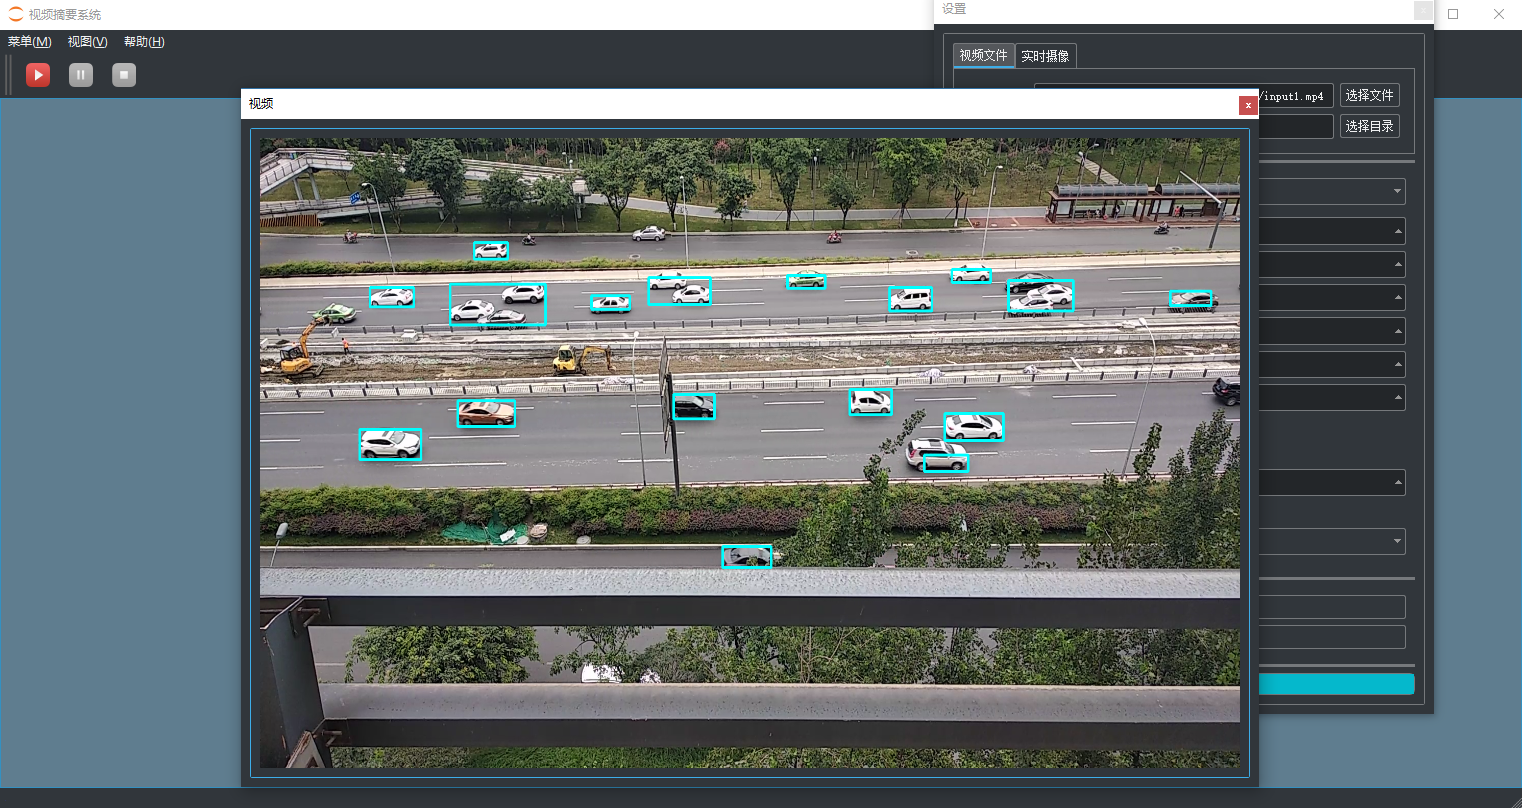 视频摘要系统
设置
菜单(M) 视图(V) 帮助(H)
视频文件 实时摄像
/input1.mp4 选择文件
选择目录
视频